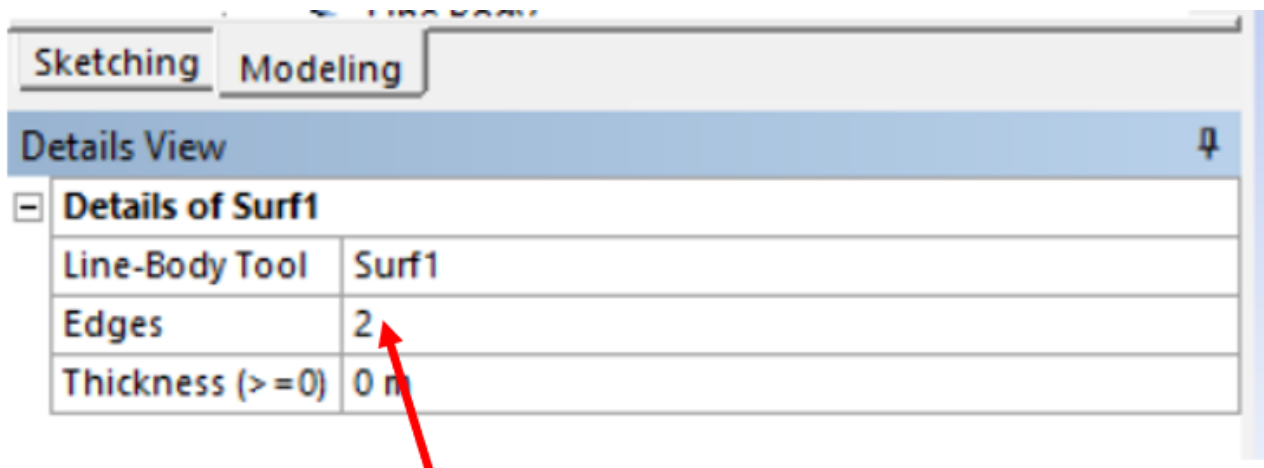 Sketching Modeling
Details View
Details of Surf1
Line-Body Tool Surf1
Edges 2
Thickness (>=0) 0 m